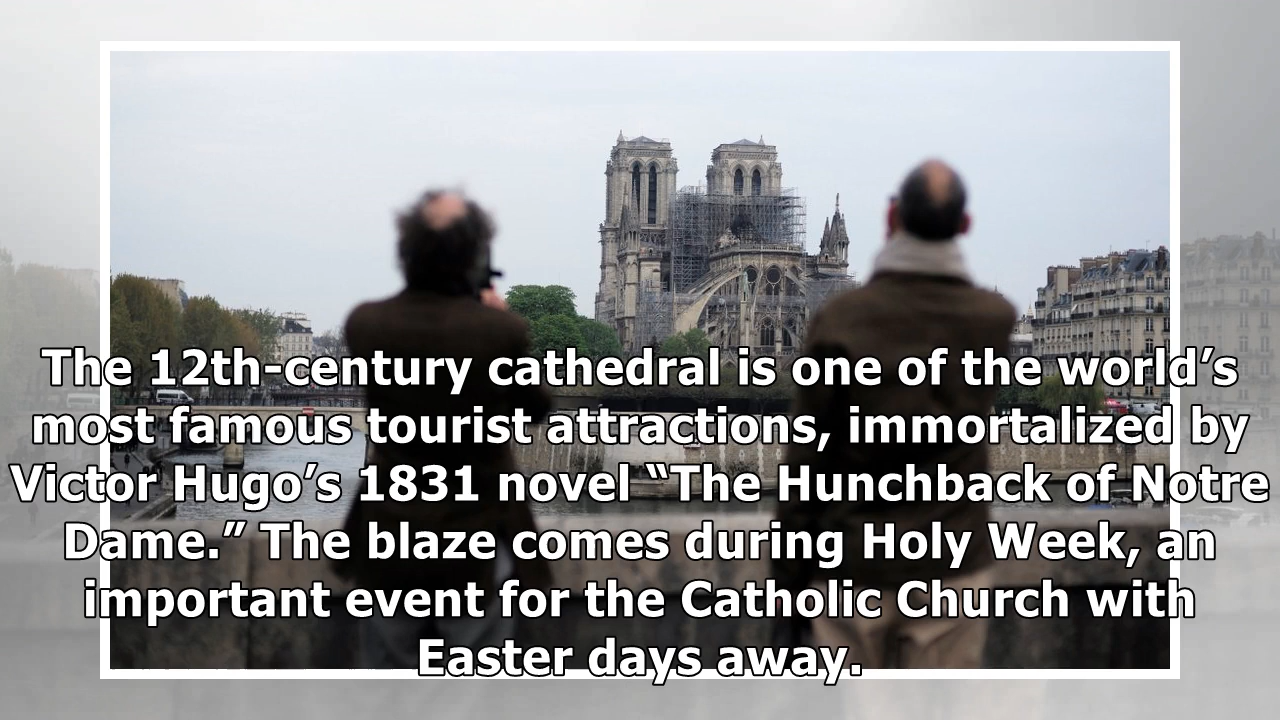 The 12th-century cathedral is one of the world’s
most famous tourist attractions, immortalized by
Victor Hugo’s 1831 novel “The Hunchback of Notre
Dame.” The blaze comes during Holy Week, an
important event for the Catholic Church with
Easter days away.